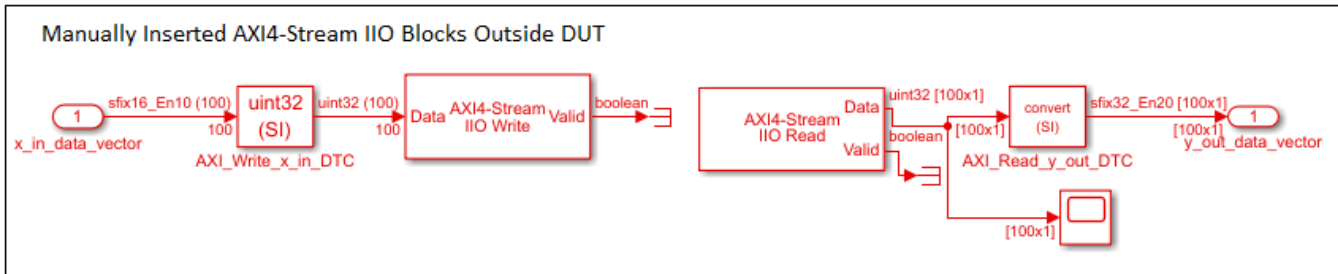 Manually Inserted AXI4-Stream IIO Blocks Outside DUT
1
x_in_data_vector
sfix16_En10 (100)
100
uint32
(SI)
AXI_Write_x_in_DTC
uint32 (100)
100
Data
AXI4-Stream
IIO Write
Valid
boolean
AXI4-Stream
IIO Read
Data
Valid
uint32 [100x1]
boolean
[100x1]
convert
(SI)
AXI_Read_y_out_DTC
sfix32_En20 [100x1]
[100x1]
1
y_out_data_vector
[100x1]